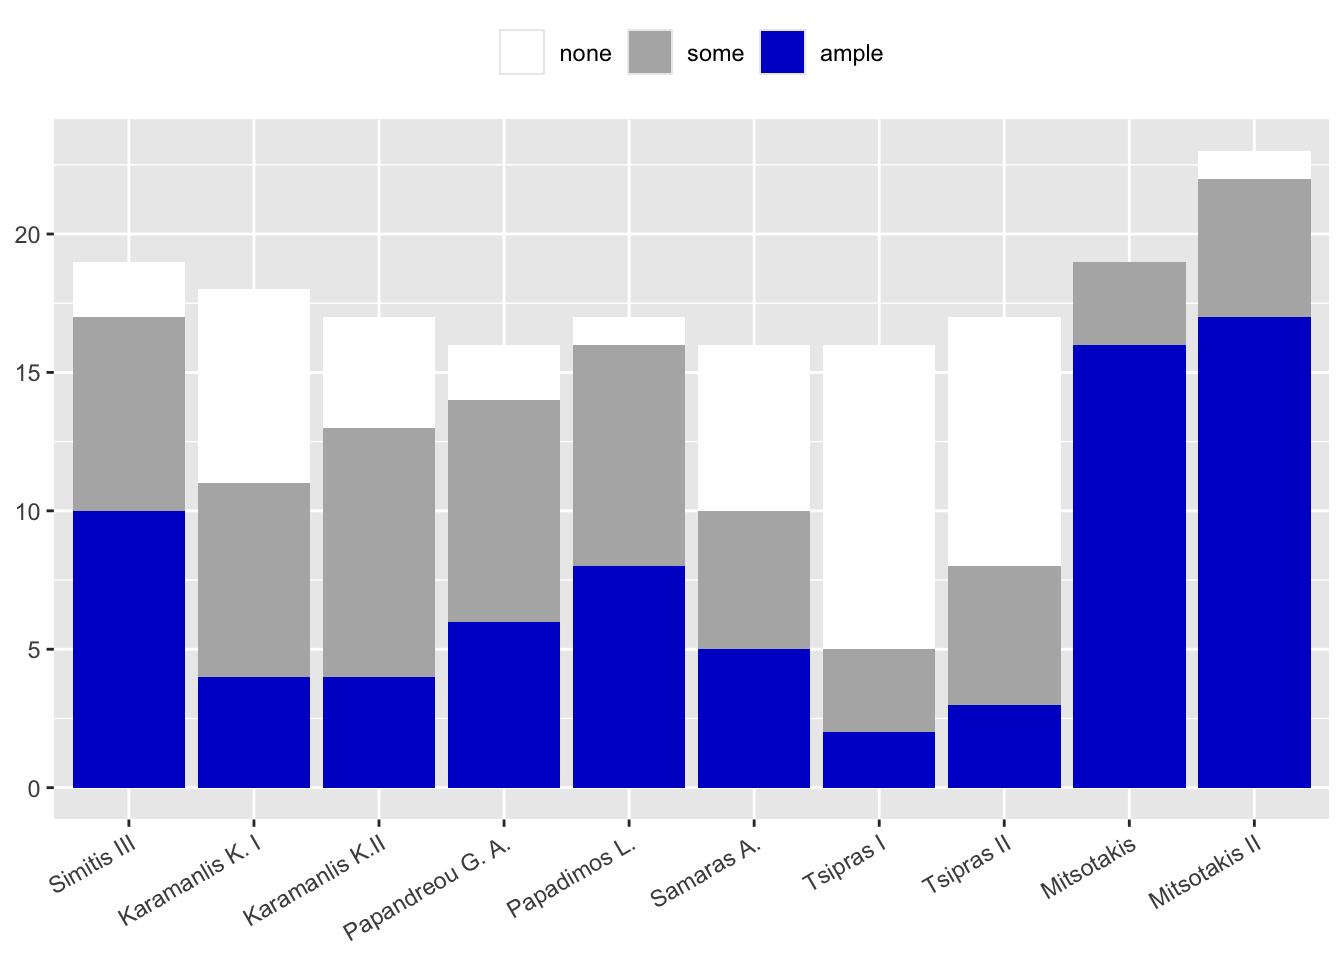 none some ample
20
15
10
5
0
Simitis III
Karamanlis K. I
Karamanlis K.II
Papandreou G. A.
Papadimos L.
Samaras A.
Tsipras I
Tsipras II
Mitsotakis
Mitsotakis II